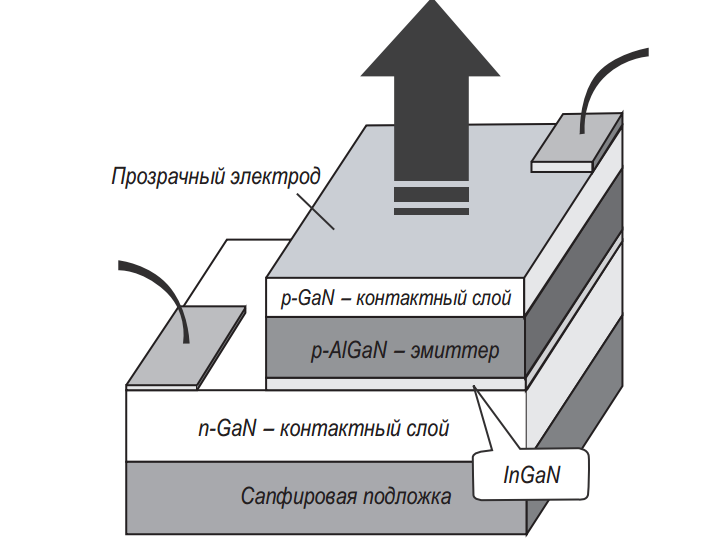 Прозрачный электрод
p-GaN – контактный слой
p-AlGaN – эмиттер
n-GaN – контактный слой
InGaN
Сапфировая подложка